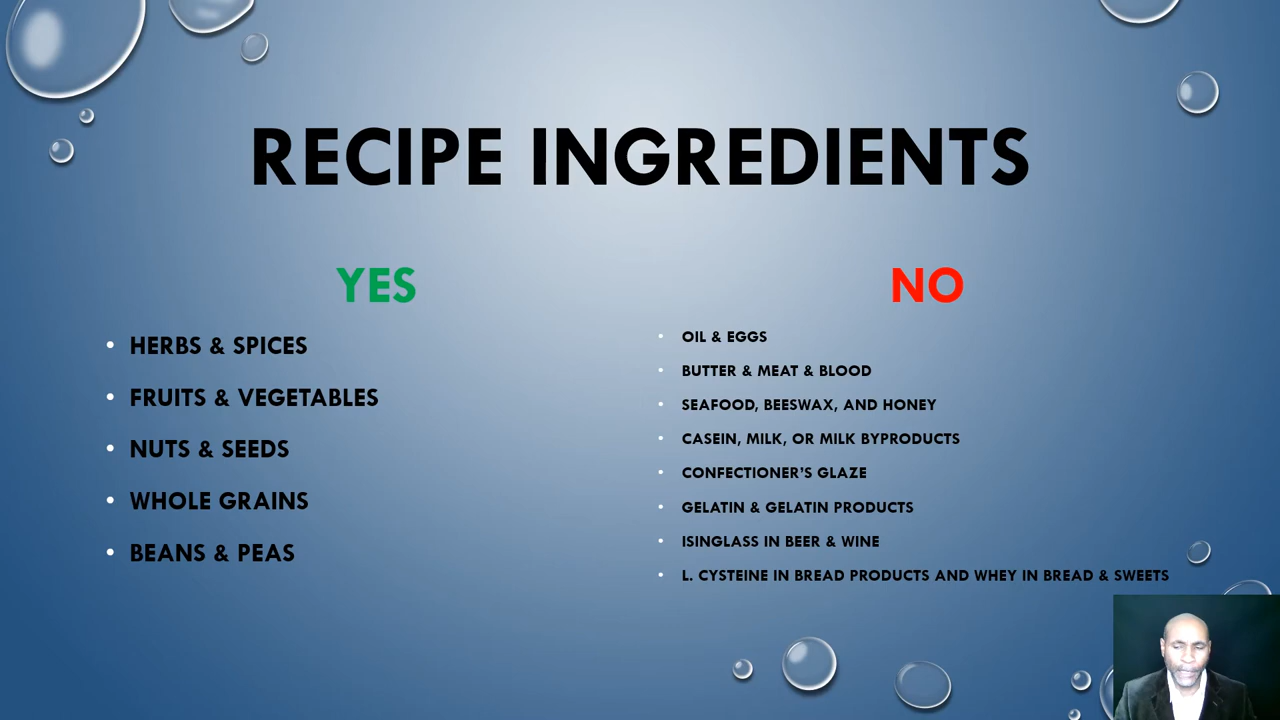 RECIPE INGREDIENTS
YES
• HERBS & SPICES
• FRUITS & VEGETABLES
• NUTS & SEEDS
• WHOLE GRAINS
• BEANS & PEAS
NO
• OIL & EGGS
• BUTTER & MEAT & BLOOD
• SEAFOOD, BEESWAX, AND HONEY
• CASEIN, MILK, OR MILK BYPRODUCTS
• CONFECTIONER'S GLAZE
• GELATIN & GELATIN PRODUCTS
• ISINGLASS IN BEER & WINE
• L. CYSTEINE IN BREAD PRODUCTS AND WHEY IN BREAD & SWEETS